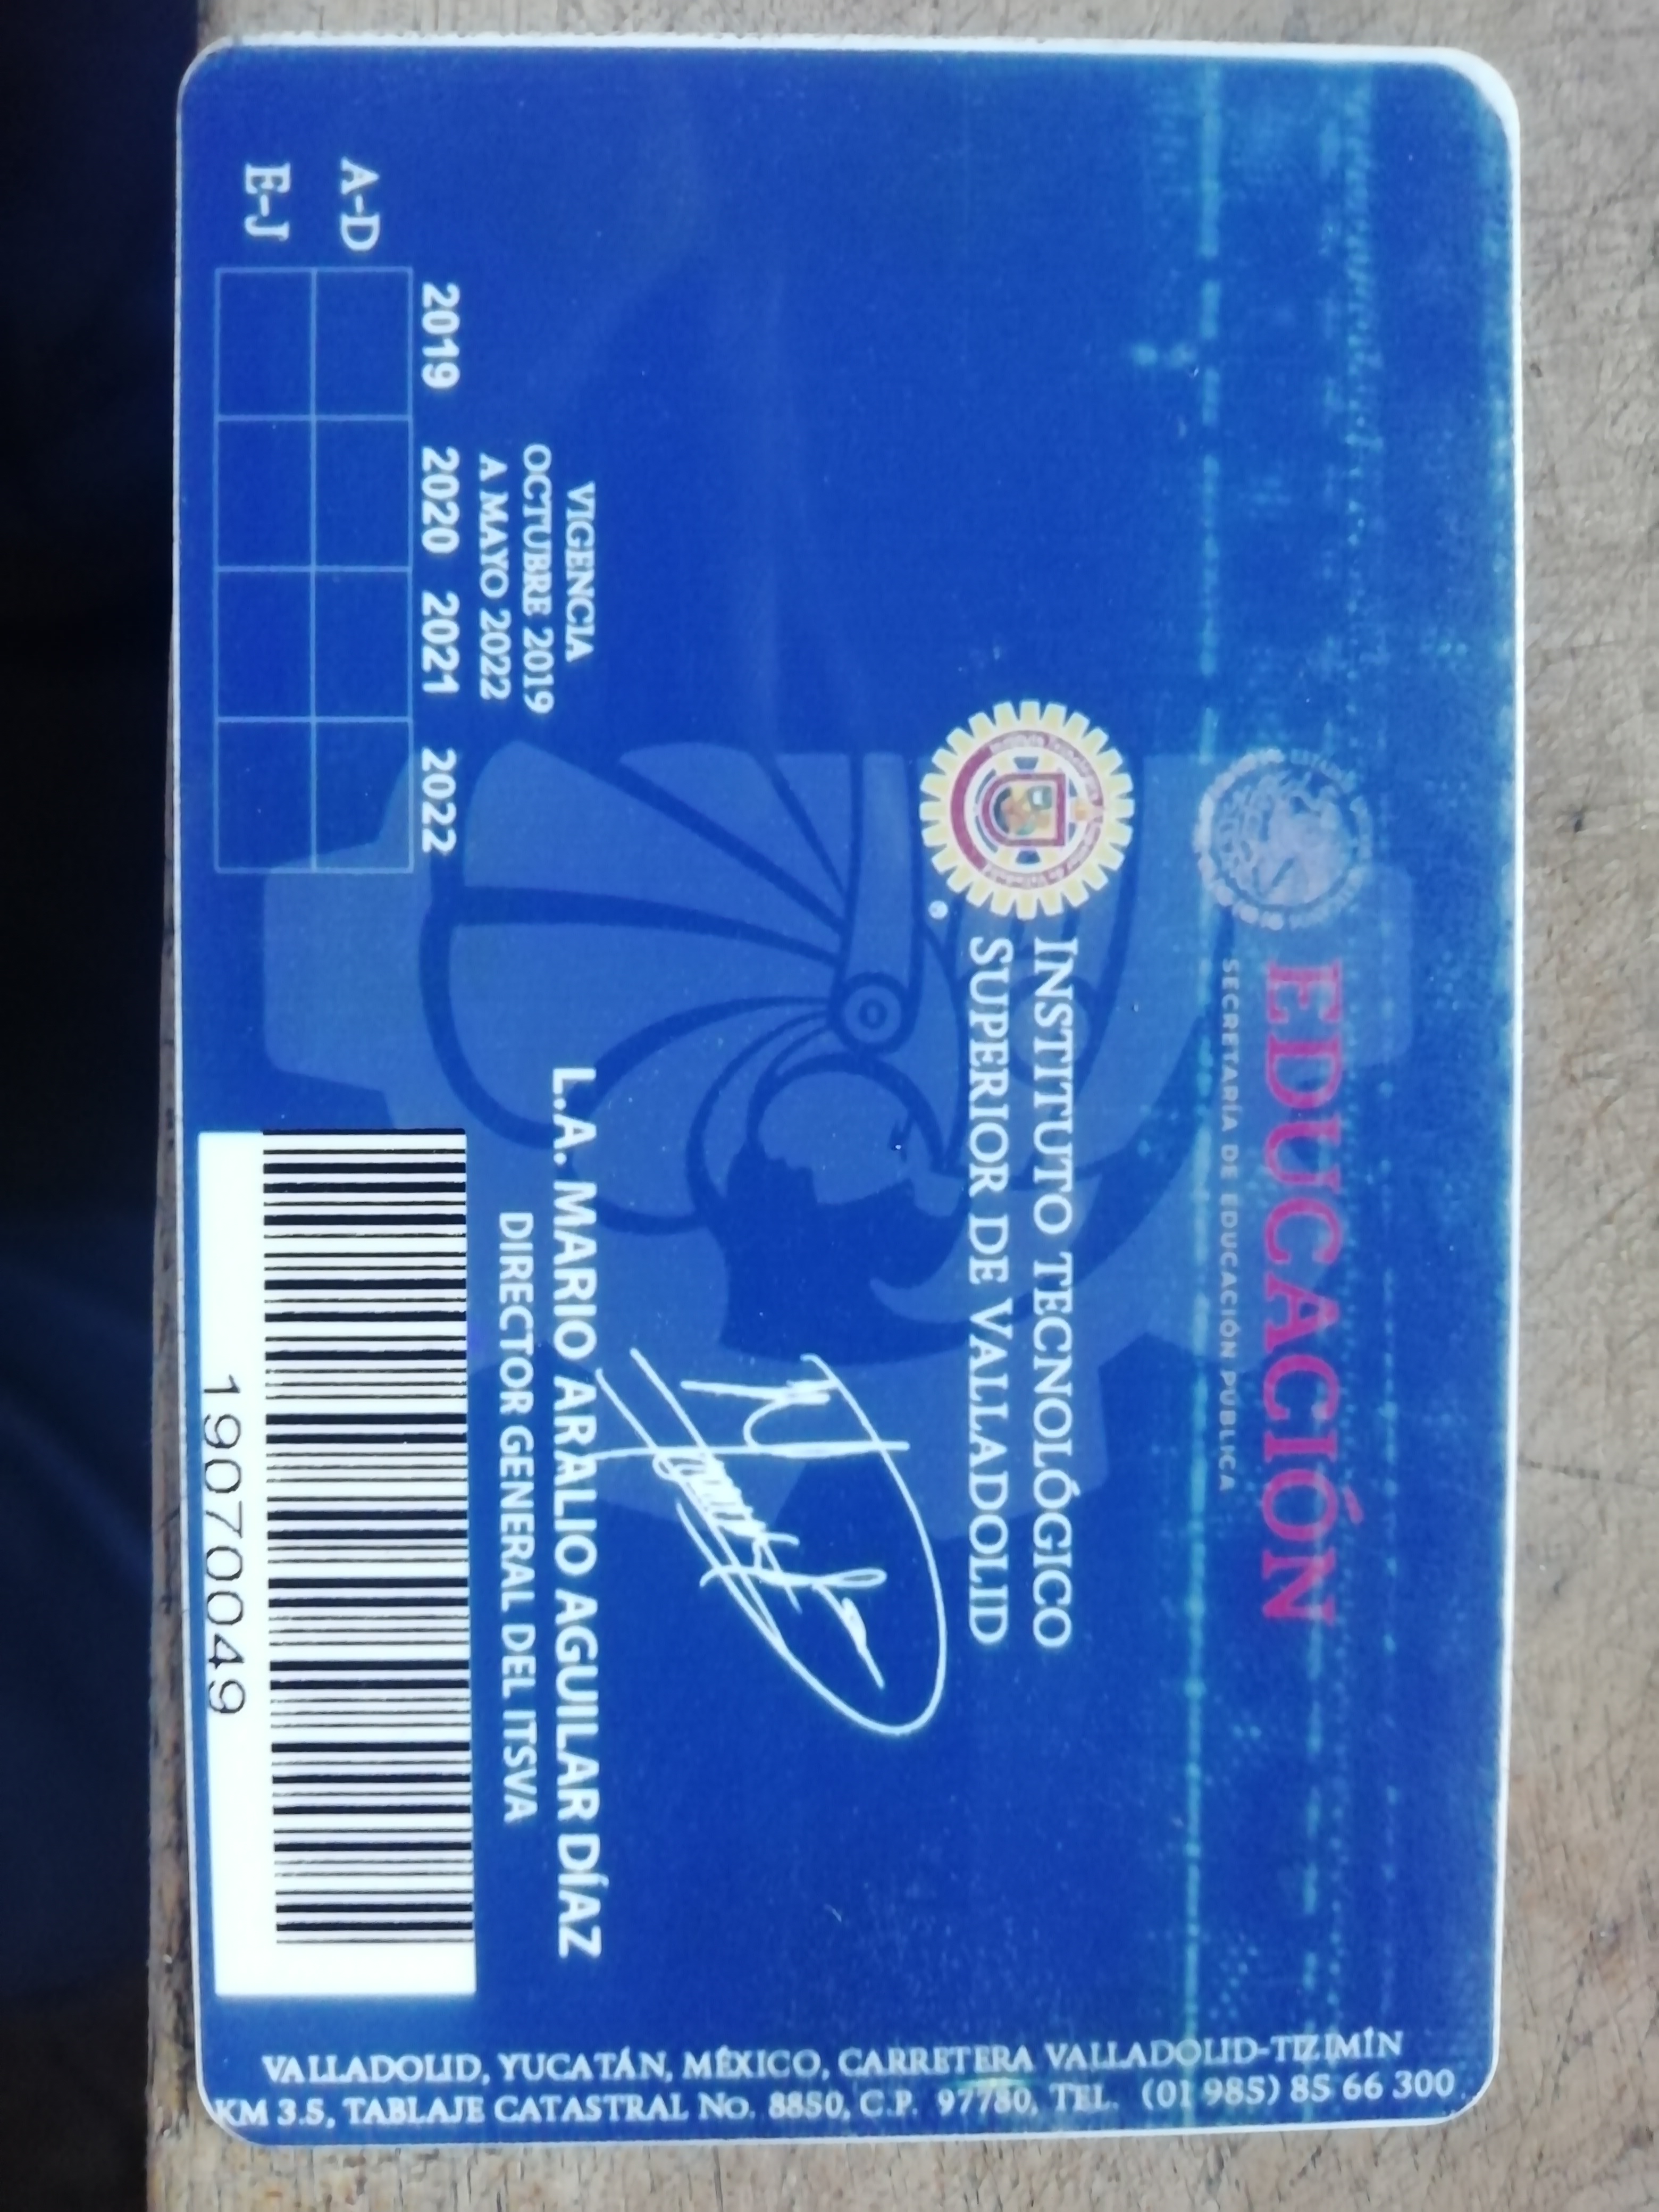 EDUCACIÓN
SECRETARÍA DE EDUCACIÓN PÚBLICA
INSTITUTO TECNOLÓGICO
SUPERIOR DE VALLADOLID
®
VIGENCIA
OCTUBRE 2019
A MAYO 2022
2019 2020 2021 2022
A-D
E-J
L.A. MARIO ARALIO AGUILAR DÍAZ
DIRECTOR GENERAL DEL ITSVA
19070049
VALLADOLID, YUCATÁN, MÉXICO, CARRETERA VALLADOLID-TIZIMÍN
KM 3.5, TABLAJE CATASTRAL No. 8850, C.P. 97780, TEL. (01 985) 85 66 300